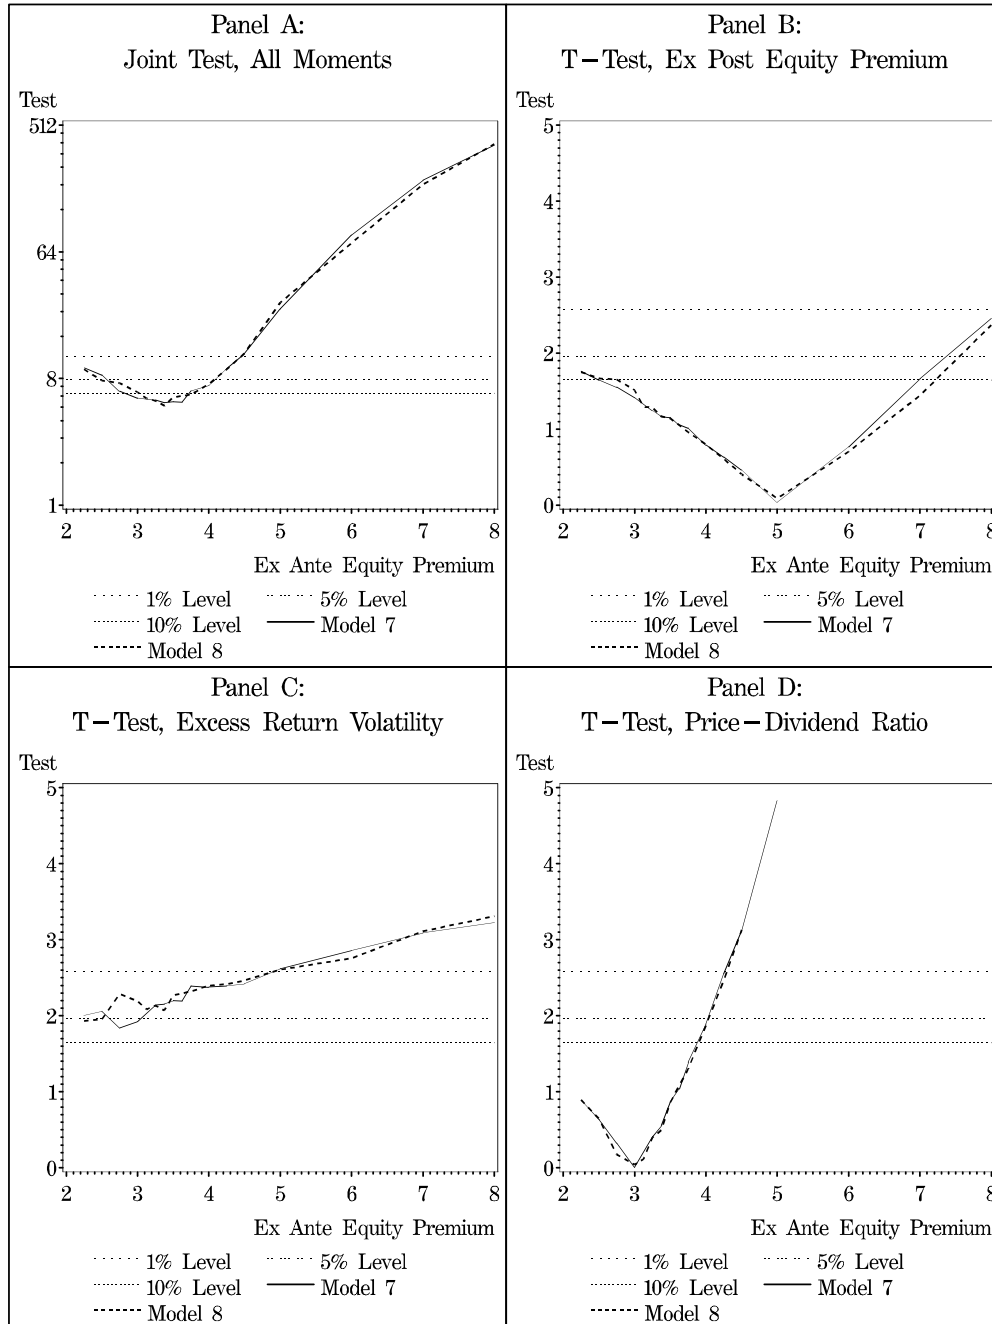 Panel A:
Joint Test, All Moments
Test
512
64
8
1
2 3 4 5 6 7 8
Ex Ante Equity Premium
1% Level 5% Level
10% Level Model 7
Model 8
Panel B:
T-Test, Ex Post Equity Premium
Test
5
4
3
2
1
0
2 3 4 5 6 7 8
Ex Ante Equity Premium
1% Level 5% Level
10% Level Model 7
Model 8
Panel C:
T-Test, Excess Return Volatility
Test
5
4
3
2
1
0
2 3 4 5 6 7 8
Ex Ante Equity Premium
1% Level 5% Level
10% Level Model 7
Model 8
Panel D:
T-Test, Price-Dividend Ratio
Test
5
4
3
2
1
0
2 3 4 5 6 7 8
Ex Ante Equity Premium
1% Level 5% Level
10% Level Model 7
Model 8